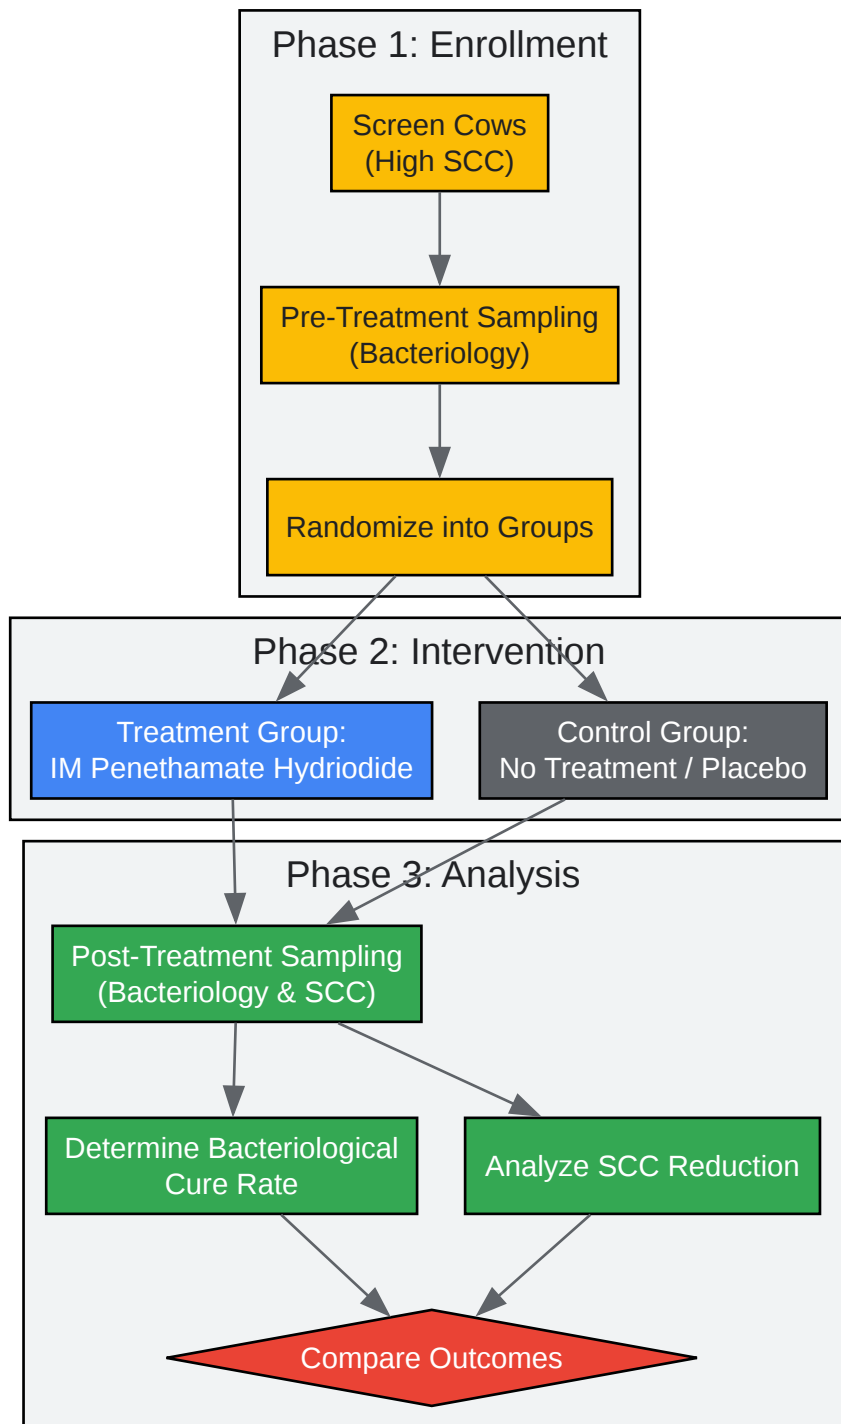 Phase 1: Enrollment
Screen Cows
(High SCC)
Pre-Treatment Sampling
(Bacteriology)
Randomize into Groups
Phase 2: Intervention
Treatment Group:
IM Penethamate Hydriodide
Control Group:
No Treatment / Placebo
Phase 3: Analysis
Post-Treatment Sampling
(Bacteriology & SCC)
Determine Bacteriological
Cure Rate
Analyze SCC Reduction
Compare Outcomes